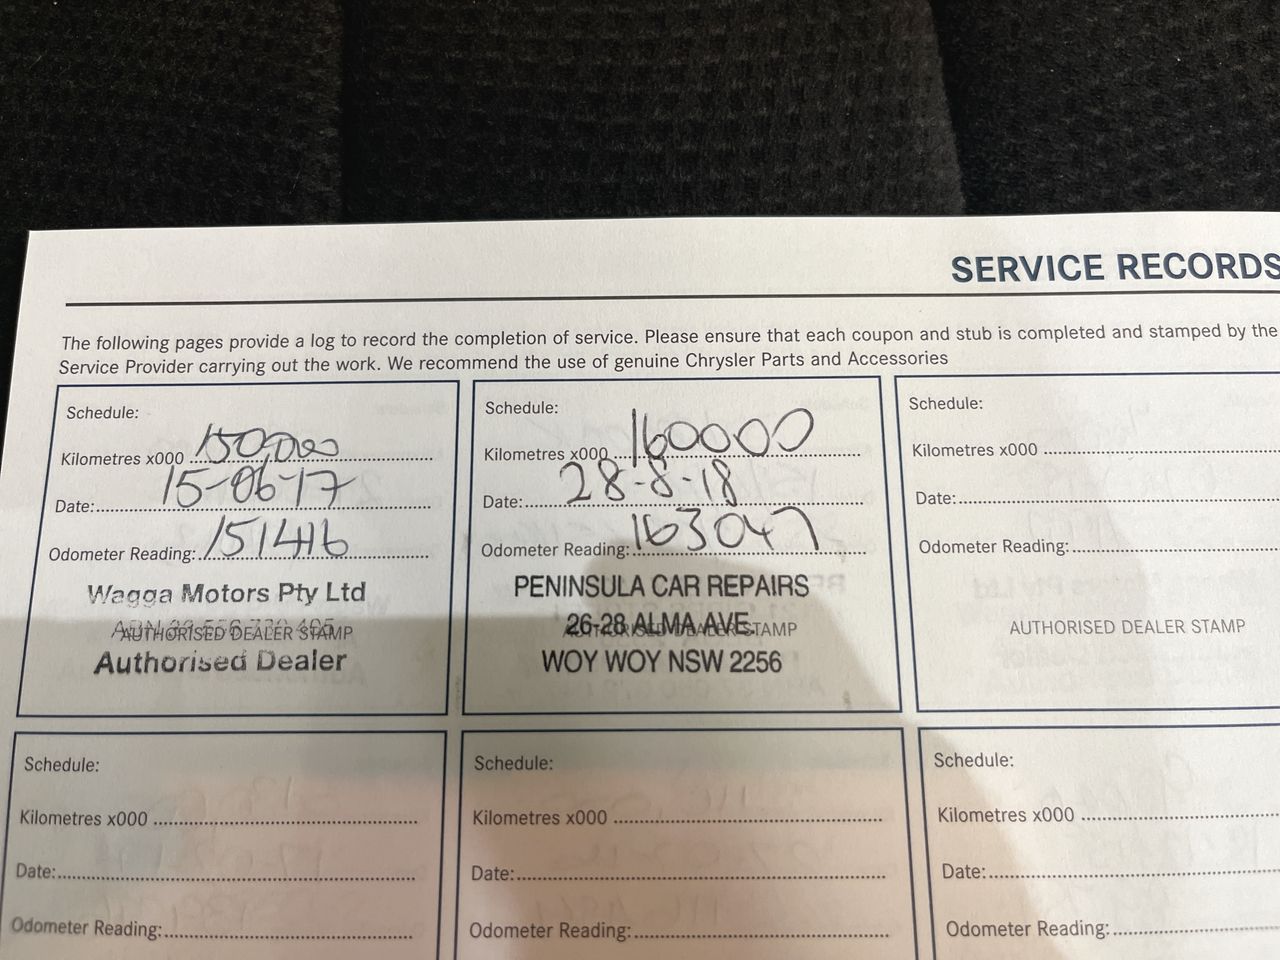 SERVICE RECORDS
The following pages provide a log to record the completion of service. Please ensure that each coupon and stub is completed and stamped by the
Service Provider carrying out the work. We recommend the use of genuine Chrysler Parts and Accessories
Schedule:
Kilometres x000 150,000
Date: 15-06-17
Odometer Reading: 151416
Wagga Motors Pty Ltd
AUTHORISED DEALER STAMP
Authorised Dealer
Schedule:
Kilometres x000 160000
Date: 28-8-18
Odometer Reading: 163047
PENINSULA CAR REPAIRS
26-28 ALMA AVE.
AUTHORISED DEALER STAMP
WOY WOY NSW 2256
Schedule:
Kilometres x000
Date:
Odometer Reading:
AUTHORISED DEALER STAMP
Schedule:
Kilometres x000
Date:
Odometer Reading:
Schedule:
Kilometres x000
Date:
Odometer Reading:
Schedule:
Kilometres x000
Date:
Odometer Reading: